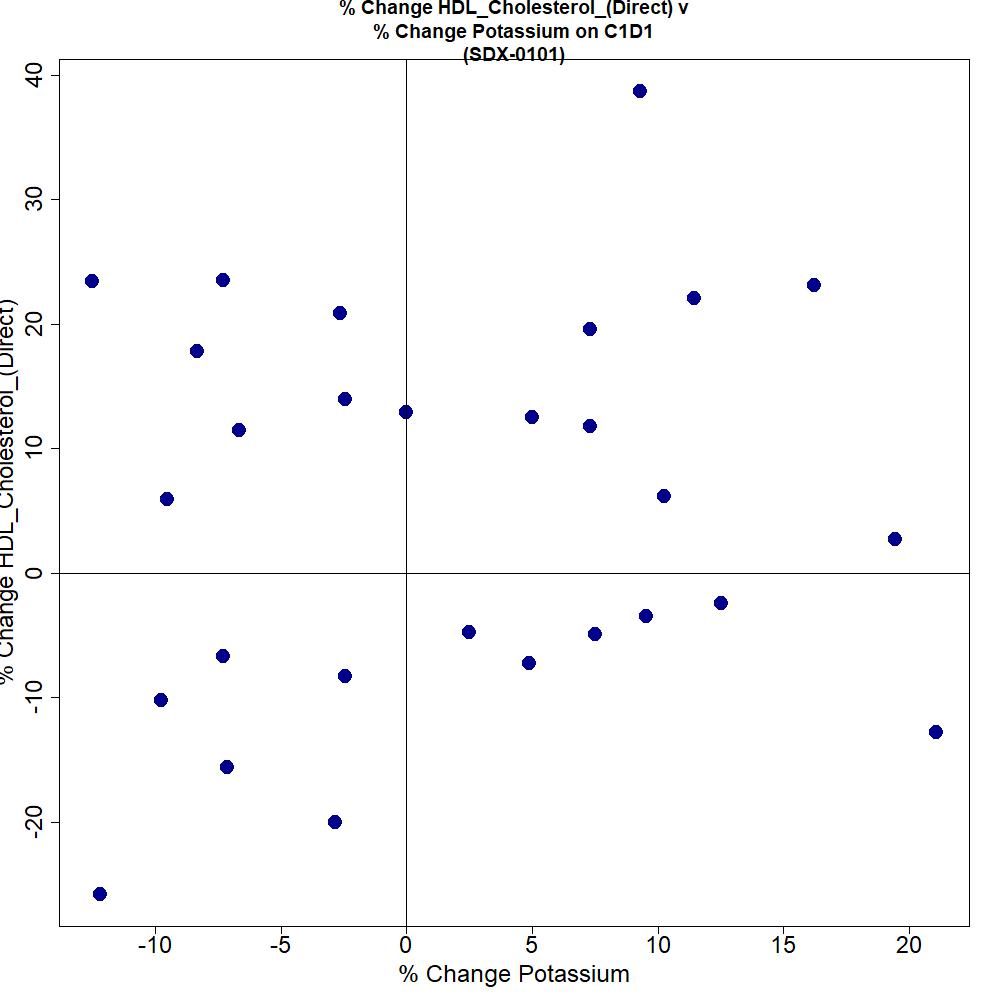 % Change HDL_Cholesterol_(Direct) v
% Change Potassium on C1D1
(SDX-0101)
% Change HDL_Cholesterol_(Direct)
40
30
20
10
0
-10
-20
-10
-5
0
5
10
15
20
% Change Potassium